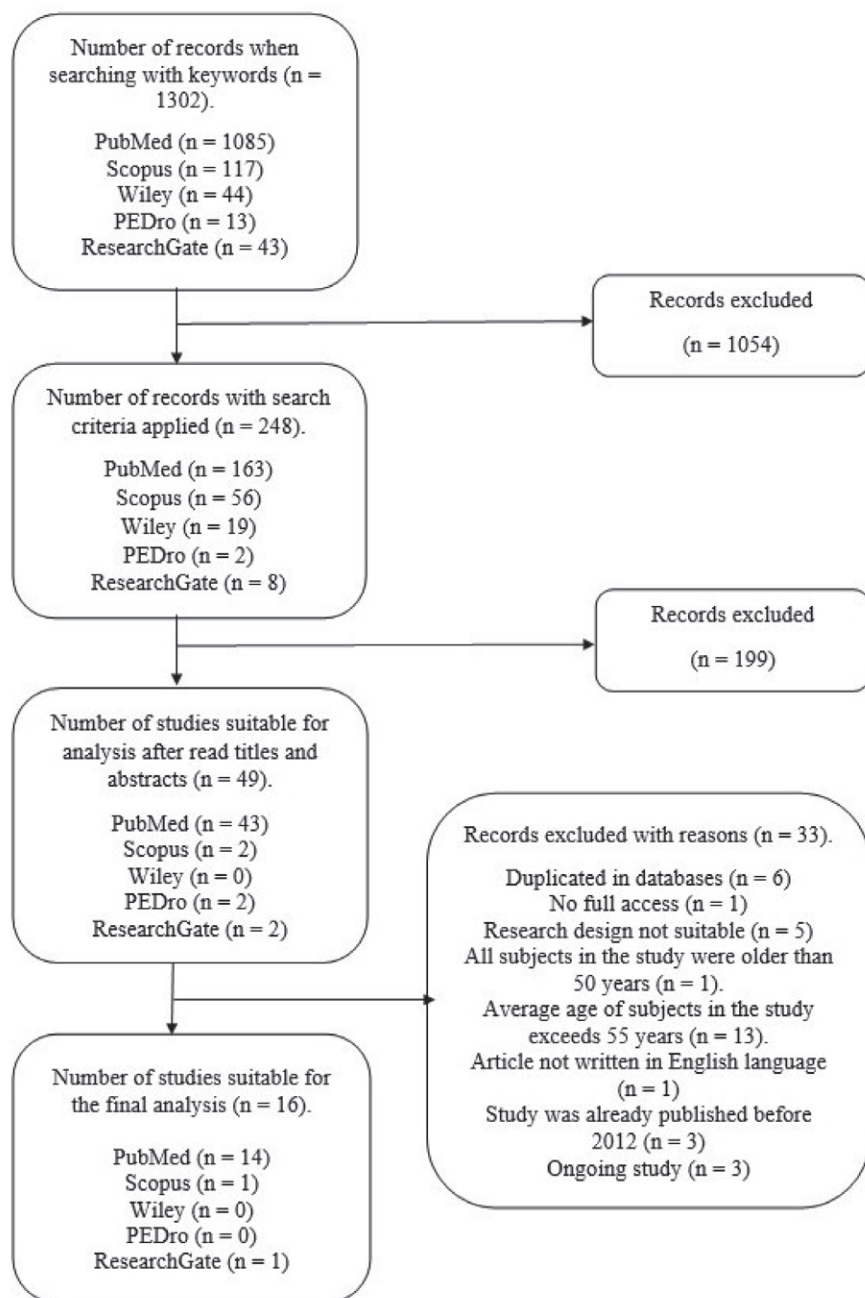 Number of records when
searching with keywords (n =
1302).
PubMed (n = 1085)
Scopus (n = 117)
Wiley (n = 44)
PEDro (n = 13)
ResearchGate (n = 43)
Records excluded
(n = 1054)
Number of records with search
criteria applied (n = 248).
PubMed (n = 163)
Scopus (n = 56)
Wiley (n = 19)
PEDro (n = 2)
ResearchGate (n = 8)
Records excluded
(n = 199)
Number of studies suitable for
analysis after read titles and
abstracts (n = 49).
PubMed (n = 43)
Scopus (n = 2)
Wiley (n = 0)
PEDro (n = 2)
ResearchGate (n = 2)
Records excluded with reasons (n = 33).
Duplicated in databases (n = 6)
No full access (n = 1)
Research design not suitable (n = 5)
All subjects in the study were older than
50 years (n = 1).
Average age of subjects in the study
exceeds 55 years (n = 13).
Article not written in English language
(n = 1)
Study was already published before
2012 (n = 3)
Ongoing study (n = 3)
Number of studies suitable for
the final analysis (n = 16).
PubMed (n = 14)
Scopus (n = 1)
Wiley (n = 0)
PEDro (n = 0)
ResearchGate (n = 1)